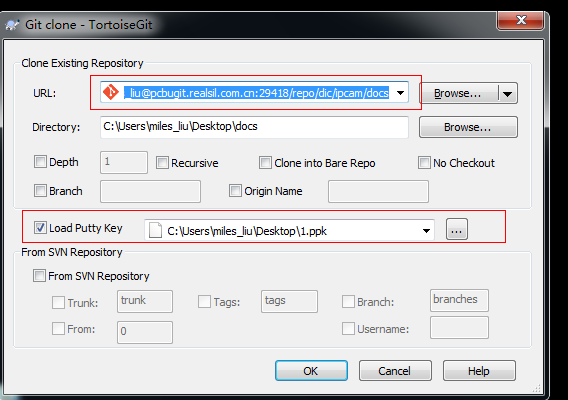 Git clone - TortoiseGit
Clone Existing Repository
URL: _liu@pcbugit.realsil.com.cn:29418/repo/dic/ipcam/docs Browse...
Directory: C:\Users\miles_liu\Desktop\docs Browse...
Depth 1 Recursive Clone into Bare Repo No Checkout
Branch Origin Name
Load Putty Key C:\Users\miles_liu\Desktop\1.ppk ...
From SVN Repository
From SVN Repository
Trunk: trunk Tags: tags Branch: branches
From: 0 Username:
OK Cancel Help